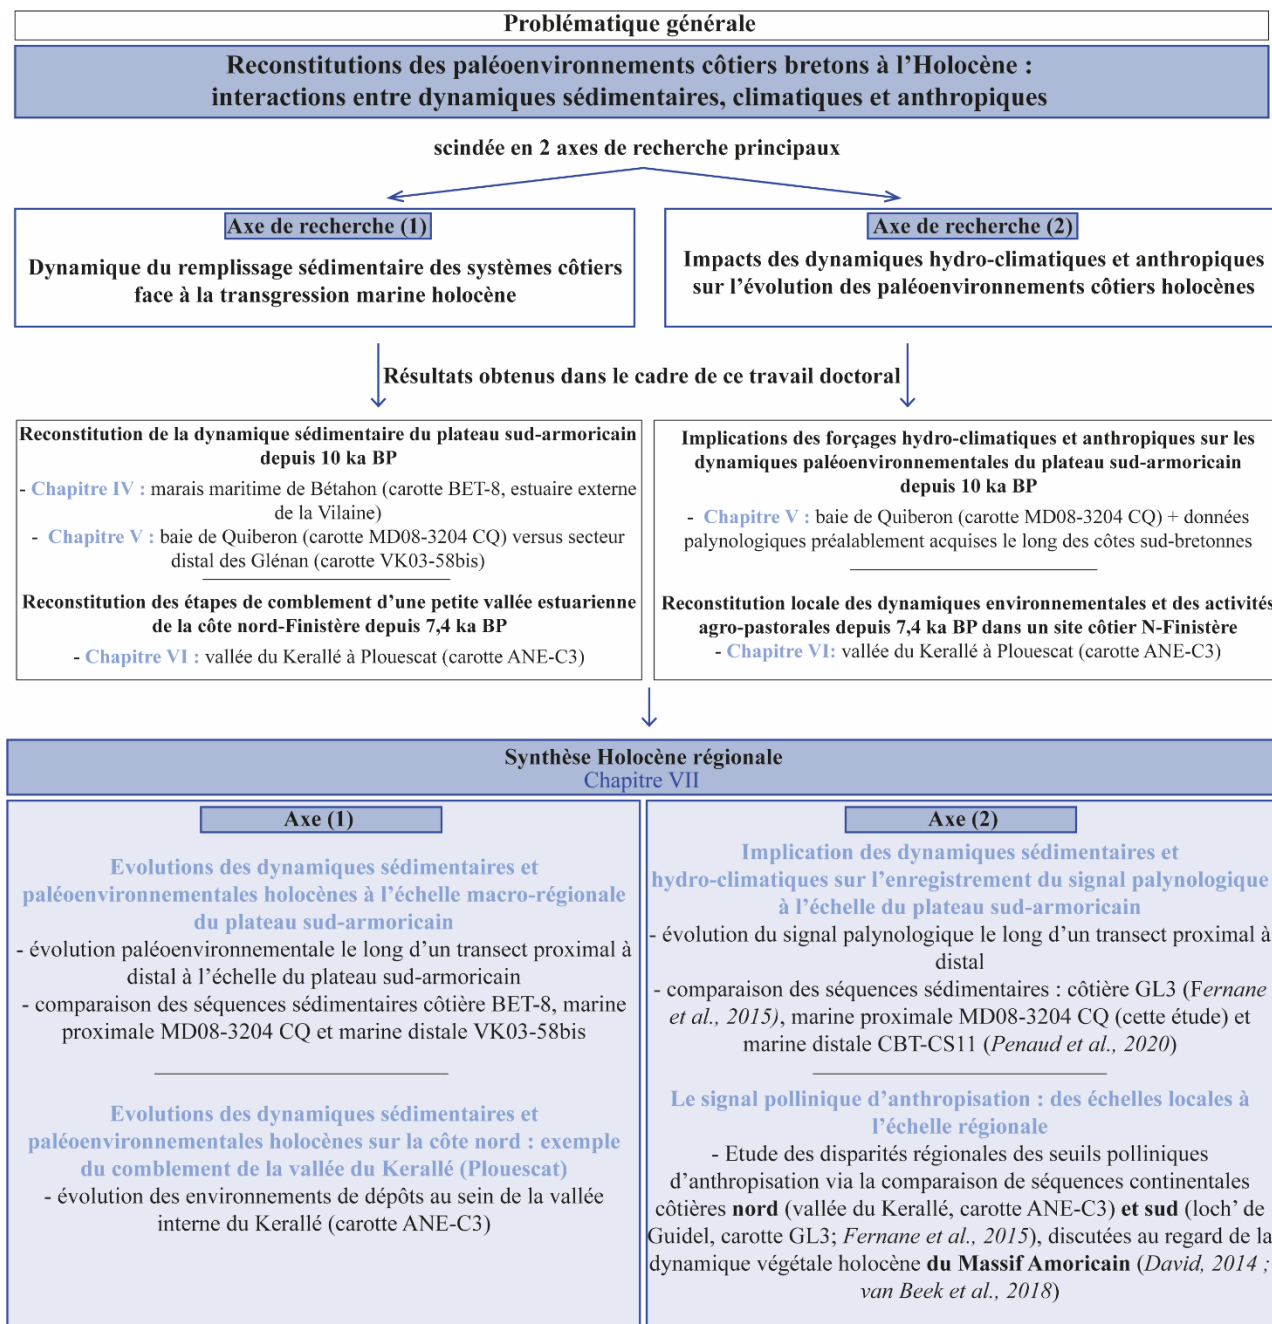 Problématique générale
Reconstitutions des paléoenvironnements côtiers bretons à l'Holocène :
interactions entre dynamiques sédimentaires, climatiques et anthropiques
scindée en 2 axes de recherche principaux
Axe de recherche (1)
Dynamique du remplissage sédimentaire des systèmes côtiers
face à la transgression marine holocène
Axe de recherche (2)
Impacts des dynamiques hydro-climatiques et anthropiques
sur l'évolution des paléoenvironnements côtiers holocènes
Résultats obtenus dans le cadre de ce travail doctoral
Reconstitution de la dynamique sédimentaire du plateau sud-armoricain
depuis 10 ka BP
- Chapitre IV : marais maritime de Bétahon (carotte BET-8, estuaire externe
de la Vilaine)
- Chapitre V : baie de Quiberon (carotte MD08-3204 CQ) versus secteur
distal des Glénan (carotte VK03-58bis)
Reconstitution des étapes de comblement d'une petite vallée estuarienne
de la côte nord-Finistère depuis 7,4 ka BP
- Chapitre VI : vallée du Kerallé à Plouescat (carotte ANE-C3)
Implications des forçages hydro-climatiques et anthropiques sur les
dynamiques paléoenvironnementales du plateau sud-armoricain
depuis 10 ka BP
- Chapitre V : baie de Quiberon (carotte MD08-3204 CQ) + données
palynologiques préalablement acquises le long des côtes sud-bretonnes
Reconstitution locale des dynamiques environnementales et des activités
agro-pastorales depuis 7,4 ka BP dans un site côtier N-Finistère
- Chapitre VI: vallée du Kerallé à Plouescat (carotte ANE-C3)
Synthèse Holocène régionale
Chapitre VII
Axe (1)
Evolutions des dynamiques sédimentaires et
paléoenvironnementales holocènes à l'échelle macro-régionale
du plateau sud-armoricain
- évolution paléoenvironnementale le long d'un transect proximal à
distal à l'échelle du plateau sud-armoricain
- comparaison des séquences sédimentaires côtière BET-8, marine
proximale MD08-3204 CQ et marine distale VK03-58bis
Evolutions des dynamiques sédimentaires et
paléoenvironnementales holocènes sur la côte nord : exemple
du comblement de la vallée du Kerallé (Plouescat)
- évolution des environnements de dépôts au sein de la vallée
interne du Kerallé (carotte ANE-C3)
Axe (2)
Implication des dynamiques sédimentaires et
hydro-climatiques sur l'enregistrement du signal palynologique
à l'échelle du plateau sud-armoricain
- évolution du signal palynologique le long d'un transect proximal à
distal
- comparaison des séquences sédimentaires : côtière GL3 (Fernane
et al., 2015), marine proximale MD08-3204 CQ (cette étude) et
marine distale CBT-CS11 (Penaud et al., 2020)
Le signal pollinique d'anthropisation : des échelles locales à
l'échelle régionale
- Etude des disparités régionales des seuils polliniques
d'anthropisation via la comparaison de séquences continentales
côtières nord (vallée du Kerallé, carotte ANE-C3) et sud (loch' de
Guidel, carotte GL3; Fernane et al., 2015), discutées au regard de la
dynamique végétale holocène du Massif Amoricain (David, 2014 ;
van Beek et al., 2018)